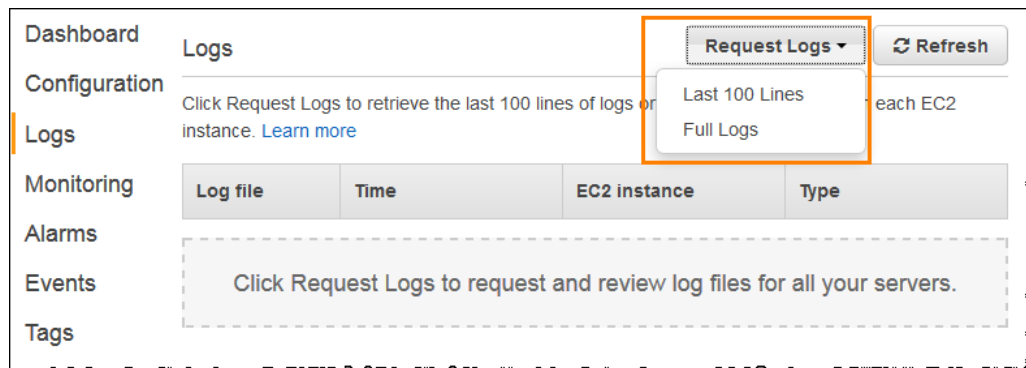 Dashboard
Configuration
Logs
Monitoring
Alarms
Events
Tags
Logs
Request Logs
Refresh
Last 100 Lines
Full Logs
Click Request Logs to retrieve the last 100 lines of logs or each EC2
instance. Learn more
Log file Time EC2 instance Type
Click Request Logs to request and review log files for all your servers.